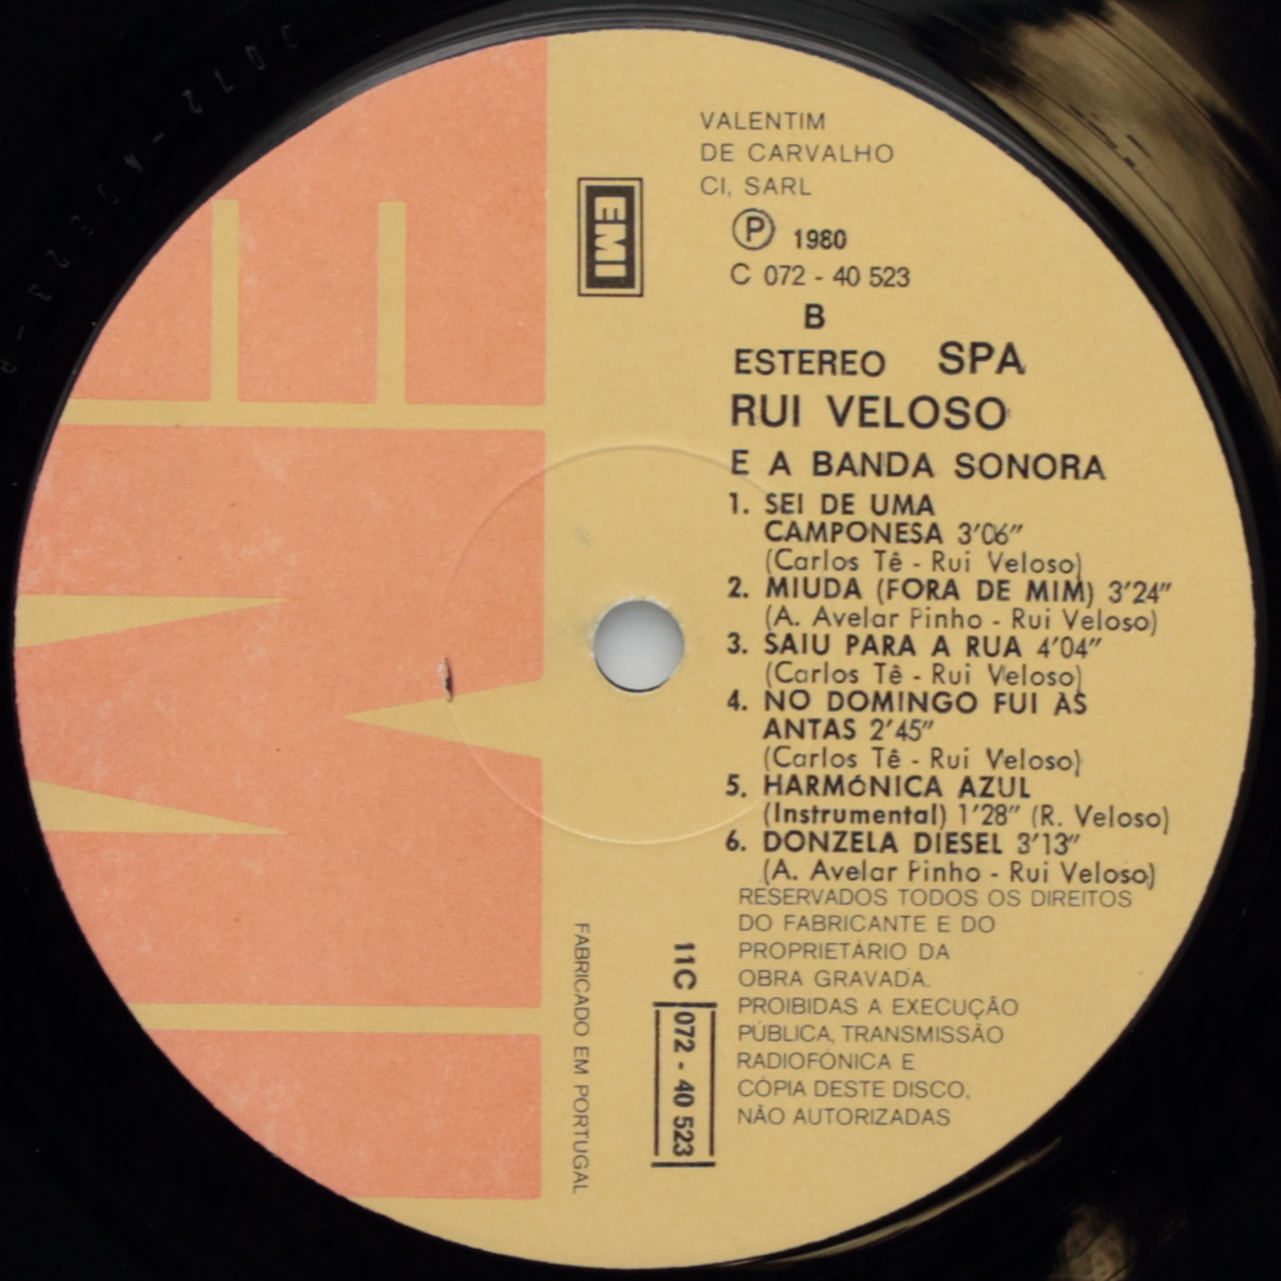 VALENTIM
DE CARVALHO
CI, SARL
EMI
Ⓟ 1980
C 072 - 40 523
B
ESTEREO SPA
RUI VELOSO
E A BANDA SONORA
1. SEI DE UMA
CAMPONESA 3'06"
(Carlos Tê - Rui Veloso)
2. MIUDA (FORA DE MIM) 3'24"
(A. Avelar Pinho - Rui Veloso)
3. SAIU PARA A RUA 4'04"
(Carlos Tê - Rui Veloso)
4. NO DOMINGO FUI ÀS
ANTAS 2'45"
(Carlos Tê - Rui Veloso)
5. HARMÓNICA AZUL
(Instrumental) 1'28" (R. Veloso)
6. DONZELA DIESEL 3'13"
(A. Avelar Pinho - Rui Veloso)
RESERVADOS TODOS OS DIREITOS
DO FABRICANTE E DO
PROPRIETÁRIO DA
OBRA GRAVADA.
PROIBIDAS A EXECUÇÃO
PÚBLICA, TRANSMISSÃO
RADIOFÓNICA E
CÓPIA DESTE DISCO,
NÃO AUTORIZADAS
11C 072 - 40 523
FABRICADO EM PORTUGAL
EMI